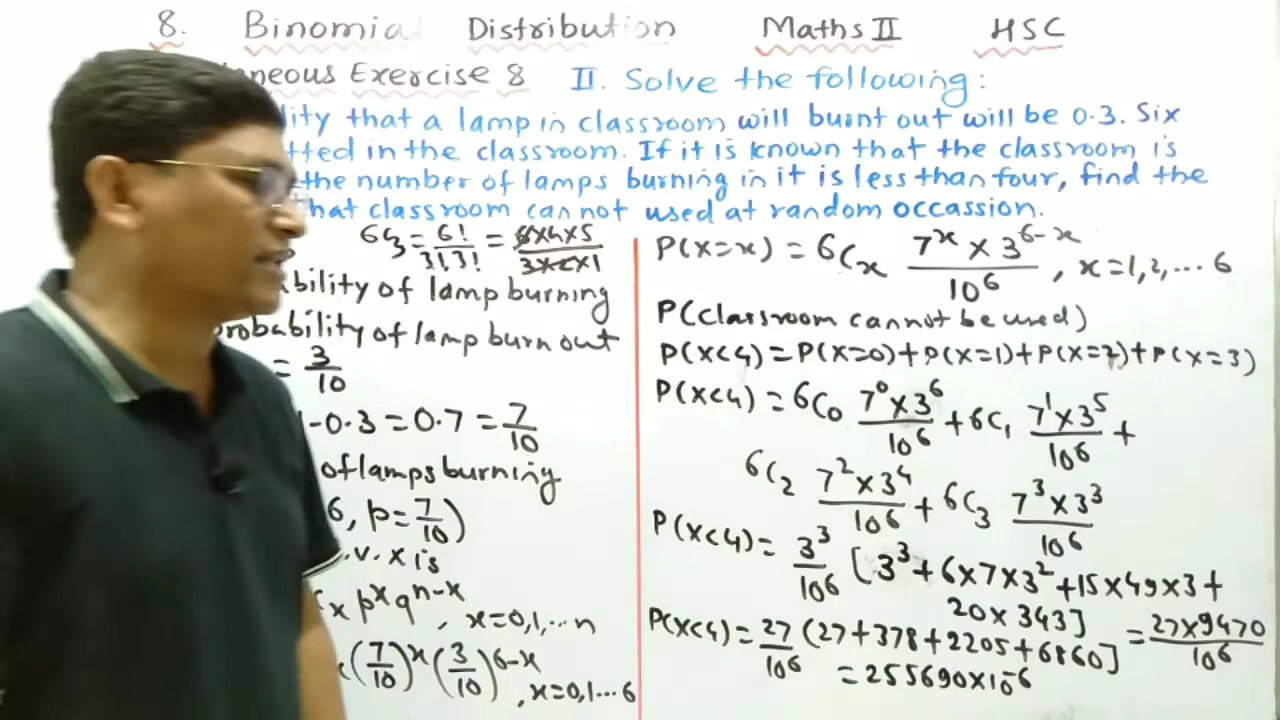 8. Binomial Distribution Maths II HSC
neous Exercise 8 II. Solve the following:
lity that a lamp in classroom will burnt out will be 0.3. Six
tted in the classroom. If it is known that the classroom is
the number of lamps burning in it is less than four, find the
that classroom cannot used at random occassion.
6C3 = 6!/3!3! = 6×4×5/3×2×1
ability of lamp burning
probability of lamp burn out
= 3/10
1-0.3 = 0.7 = 7/10
of lamps burning
6, p = 7/10)
.v. x is
Cx p^x q^n-x, x=0,1,...n
(7/10)^x (3/10)^6-x, x=0,1...6
P(X=x) = 6Cx 7^x × 3^6-x / 10^6, x=1,2,...6
P(classroom cannot be used)
P(X<4) = P(X=0)+P(X=1)+P(X=2)+P(X=3)
P(X<4) = 6C0 7^0×3^6/10^6 + 6C1 7^1×3^5/10^6 +
6C2 7^2×3^4/10^6 + 6C3 7^3×3^3/10^6
P(X<4) = 3^3/10^6 [3^3 + 6×7×3^2 + 15×49×3 +
20×343]
P(X<4) = 27/10^6 (27+378+2205+6860] = 27×9470/10^6
= 255690×10^-6